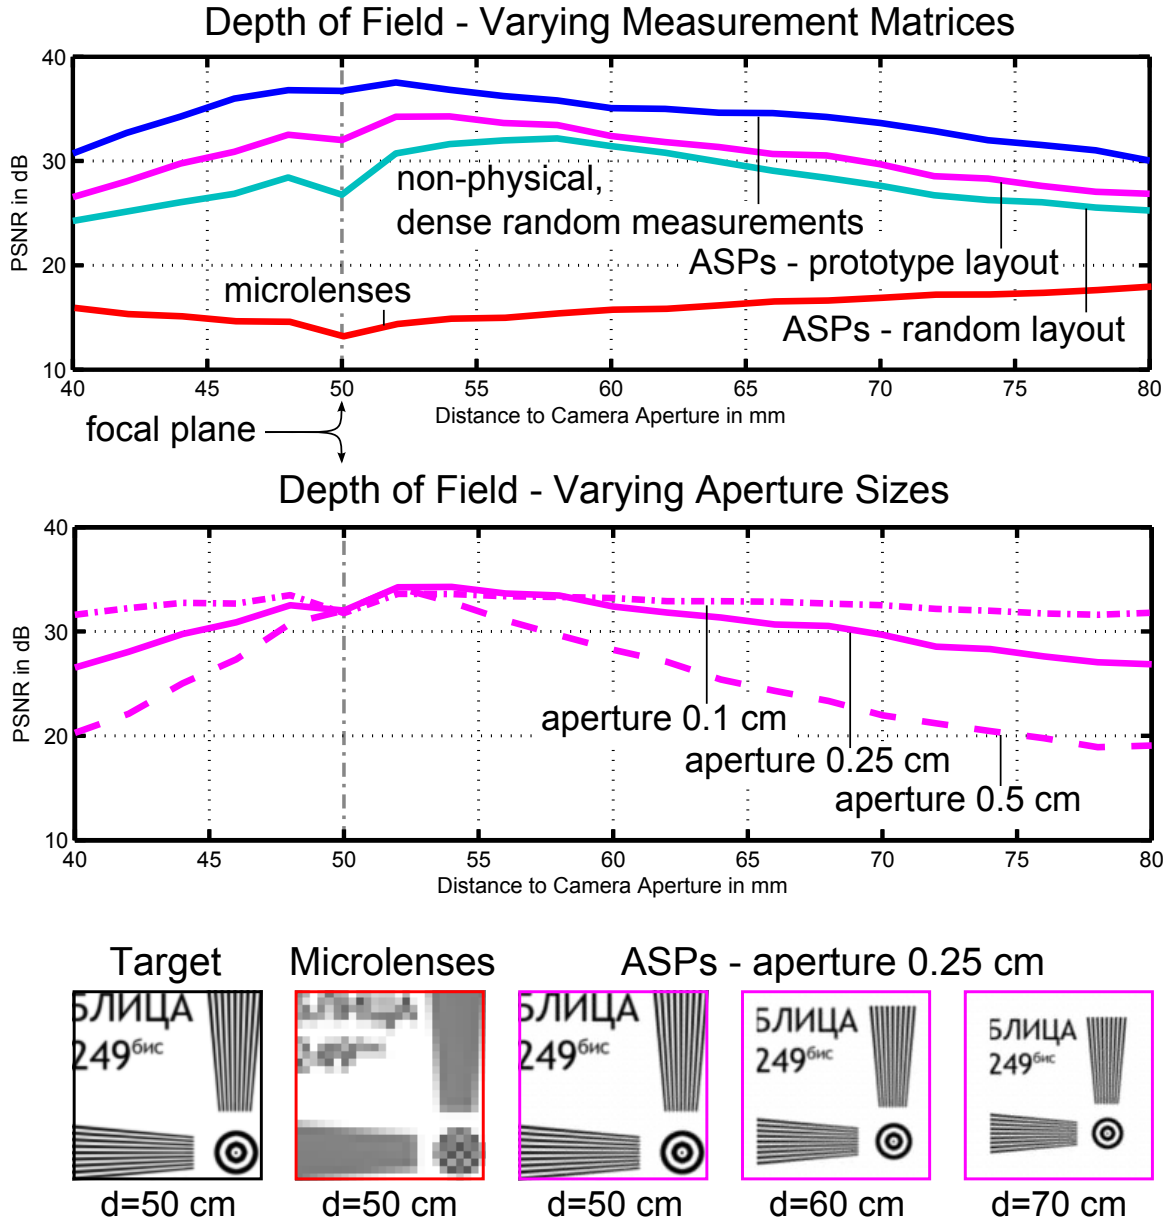 Depth of Field - Varying Measurement Matrices
40
30
20
10
PSNR in dB
non-physical,
dense random measurements
ASPs - prototype layout
microlenses
ASPs - random layout
40 45 50 55 60 65 70 75 80
Distance to Camera Aperture in mm
focal plane
Depth of Field - Varying Aperture Sizes
40
30
20
10
PSNR in dB
aperture 0.1 cm
aperture 0.25 cm
aperture 0.5 cm
40 45 50 55 60 65 70 75 80
Distance to Camera Aperture in mm
Target Microlenses ASPs - aperture 0.25 cm
БЛИЦА
249бис
БЛИЦА
249бис
БЛИЦА
249бис
БЛИЦА
249бис
d=50 cm d=50 cm d=50 cm d=60 cm d=70 cm